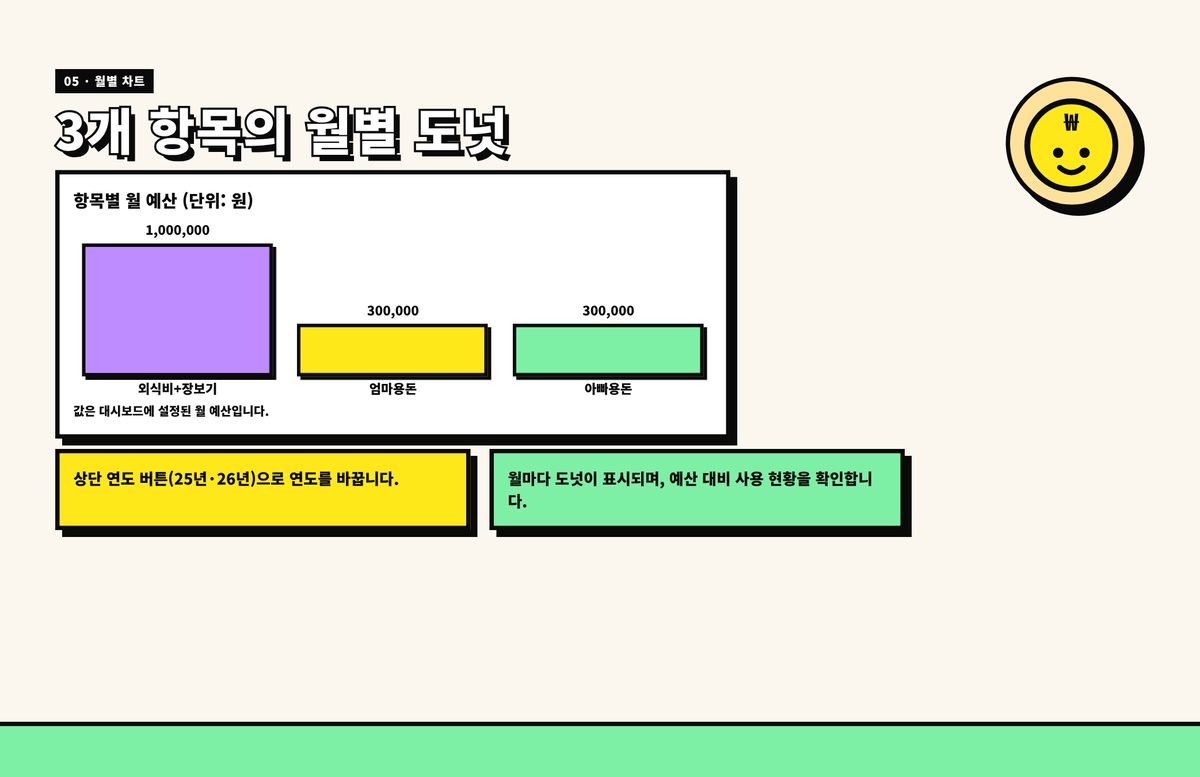 05 · 월별 차트
3개 항목의 월별 도넛
₩
항목별 월 예산 (단위: 원)
1,000,000
300,000
300,000
외식비+장보기
엄마용돈
아빠용돈
값은 대시보드에 설정된 월 예산입니다.
상단 연도 버튼(25년·26년)으로 연도를 바꿉니다.
월마다 도넛이 표시되며, 예산 대비 사용 현황을 확인합니
다.